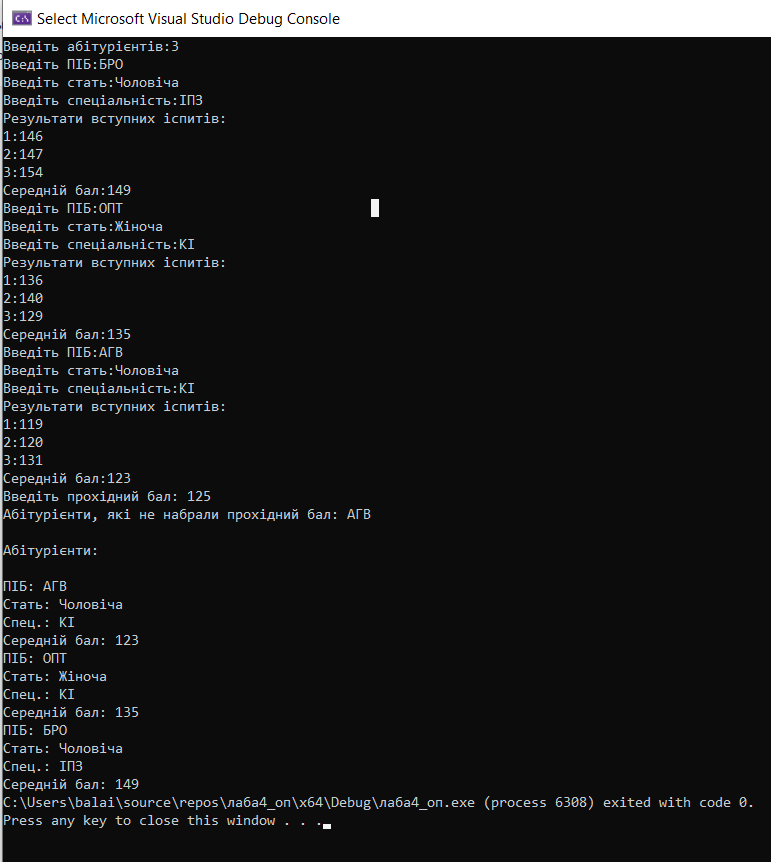 Select Microsoft Visual Studio Debug Console
Введіть абітурієнтів:3
Введіть ПІБ:БРО
Введіть стать:Чоловіча
Введіть спеціальність:ІПЗ
Результати вступних іспитів:
1:146
2:147
3:154
Середній бал:149
Введіть ПІБ:ОПТ
Введіть стать:Жіноча
Введіть спеціальність:КІ
Результати вступних іспитів:
1:136
2:140
3:129
Середній бал:135
Введіть ПІБ:АГВ
Введіть стать:Чоловіча
Введіть спеціальність:КІ
Результати вступних іспитів:
1:119
2:120
3:131
Середній бал:123
Введіть прохідний бал: 125
Абітурієнти, які не набрали прохідний бал: АГВ
Абітурієнти:
ПІБ: АГВ
Стать: Чоловіча
Спец.: КІ
Середній бал: 123
ПІБ: ОПТ
Стать: Жіноча
Спец.: КІ
Середній бал: 135
ПІБ: БРО
Стать: Чоловіча
Спец.: ІПЗ
Середній бал: 149
C:\Users\balai\source\repos\лаба4_оп\x64\Debug\лаба4_оп.exe (process 6308) exited with code 0.
Press any key to close this window . . .